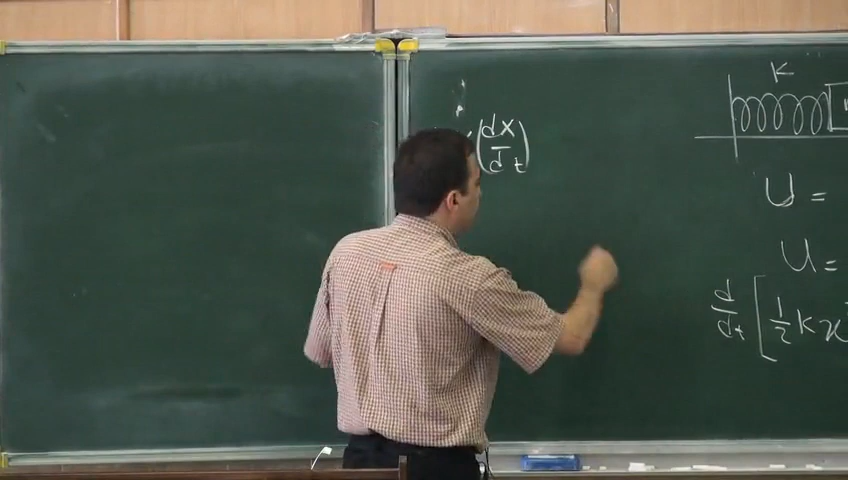 (dx/dt)
K
U =
U =
d/dt [ 1/2 K x